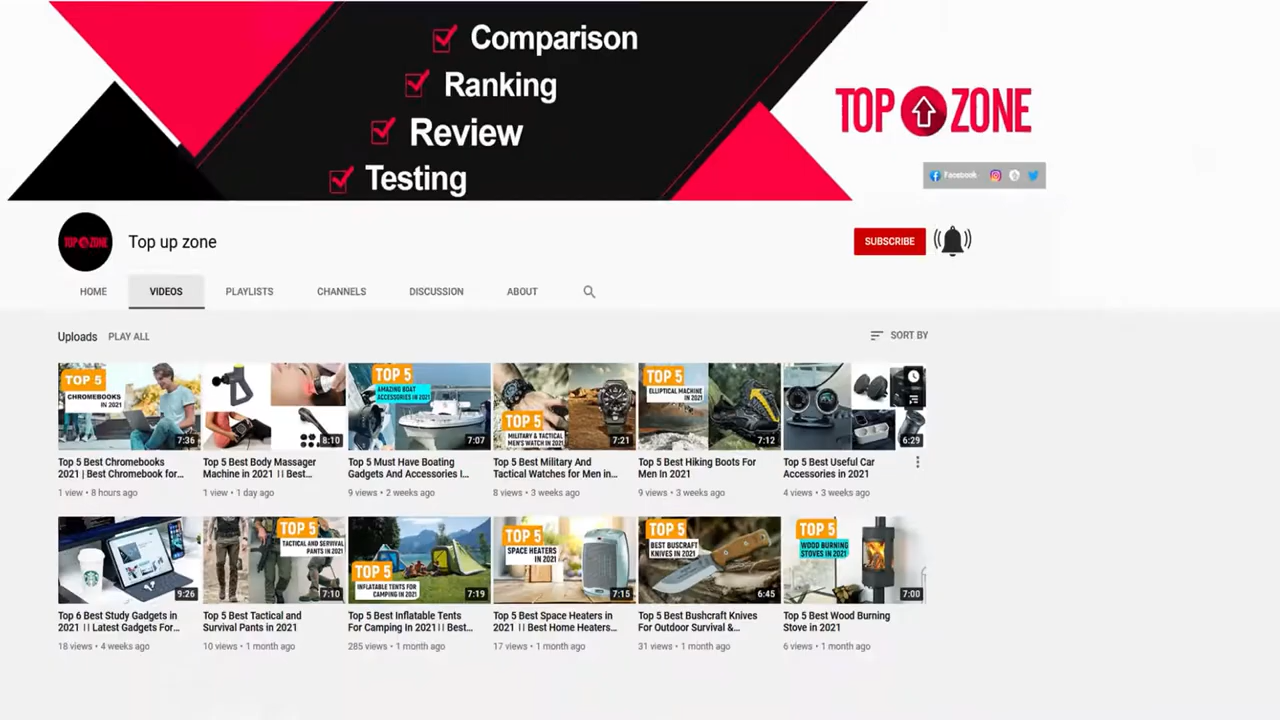 Comparison
Ranking
Review
Testing
TOP ZONE
Facebook
TOP ZONE
Top up zone
SUBSCRIBE
HOME
VIDEOS
PLAYLISTS
CHANNELS
DISCUSSION
ABOUT
Uploads
PLAY ALL
SORT BY
TOP 5
CHROMEBOOKS
IN 2021
7:36
8:10
TOP 5
AMAZING BOAT
ACCESSORIES IN 2021
7:07
TOP 5
MILITARY & TACTICAL
MEN'S WATCH IN 2021
7:21
TOP 5
ELLIPTICAL MACHINE
IN 2021
7:12
6:29
Top 5 Best Chromebooks
2021 | Best Chromebook for...
1 view • 8 hours ago
Top 5 Best Body Massager
Machine in 2021 || Best...
1 view • 1 day ago
Top 5 Must Have Boating
Gadgets And Accessories I...
9 views • 2 weeks ago
Top 5 Best Military And
Tactical Watches for Men in...
8 views • 3 weeks ago
Top 5 Best Hiking Boots For
Men In 2021
9 views • 3 weeks ago
Top 5 Best Useful Car
Accessories in 2021
4 views • 3 weeks ago
9:26
TOP 5
TACTICAL AND SURVIVAL
PANTS IN 2021
7:10
TOP 5
INFLATABLE TENTS FOR
CAMPING IN 2021
7:19
TOP 5
SPACE HEATERS
IN 2021
7:15
TOP 5
BEST BUSCRAFT
KNIVES IN 2021
6:45
TOP 5
WOOD BURNING
STOVES IN 2021
7:00
Top 6 Best Study Gadgets in
2021 || Latest Gadgets For...
18 views • 4 weeks ago
Top 5 Best Tactical and
Survival Pants in 2021
10 views • 1 month ago
Top 5 Best Inflatable Tents
For Camping In 2021|| Best...
285 views • 1 month ago
Top 5 Best Space Heaters in
2021 || Best Home Heaters...
17 views • 1 month ago
Top 5 Best Bushcraft Knives
For Outdoor Survival &...
31 views • 1 month ago
Top 5 Best Wood Burning
Stove in 2021
6 views • 1 month ago